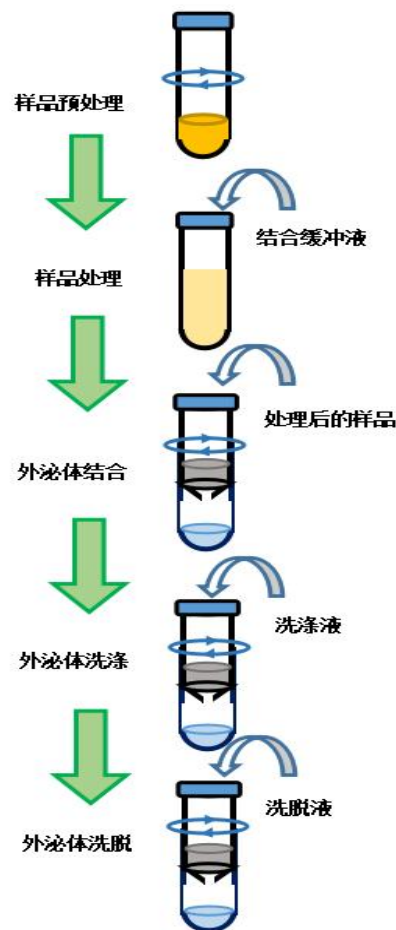 样品预处理
结合缓冲液
样品处理
处理后的样品
外泌体结合
洗涤液
外泌体洗涤
洗脱液
外泌体洗脱